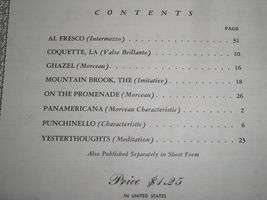 CONTENTS
PAGE
AL FRESCO (Intermezzo) 31
COQUETTE, LA (Valse Brillante) 10
GHAZEL (Morceau) 16
MOUNTAIN BROOK, THE (Imitative) 18
ON THE PROMENADE (Morceau) 26
PANAMERICANA (Morceau Characteristic) 2
PUNCHINELLO (Characteristic) 6
YESTERTHOUGHTS (Meditation) 23
Also Published Separately in Sheet Form
Price $1.25
IN UNITED STATES